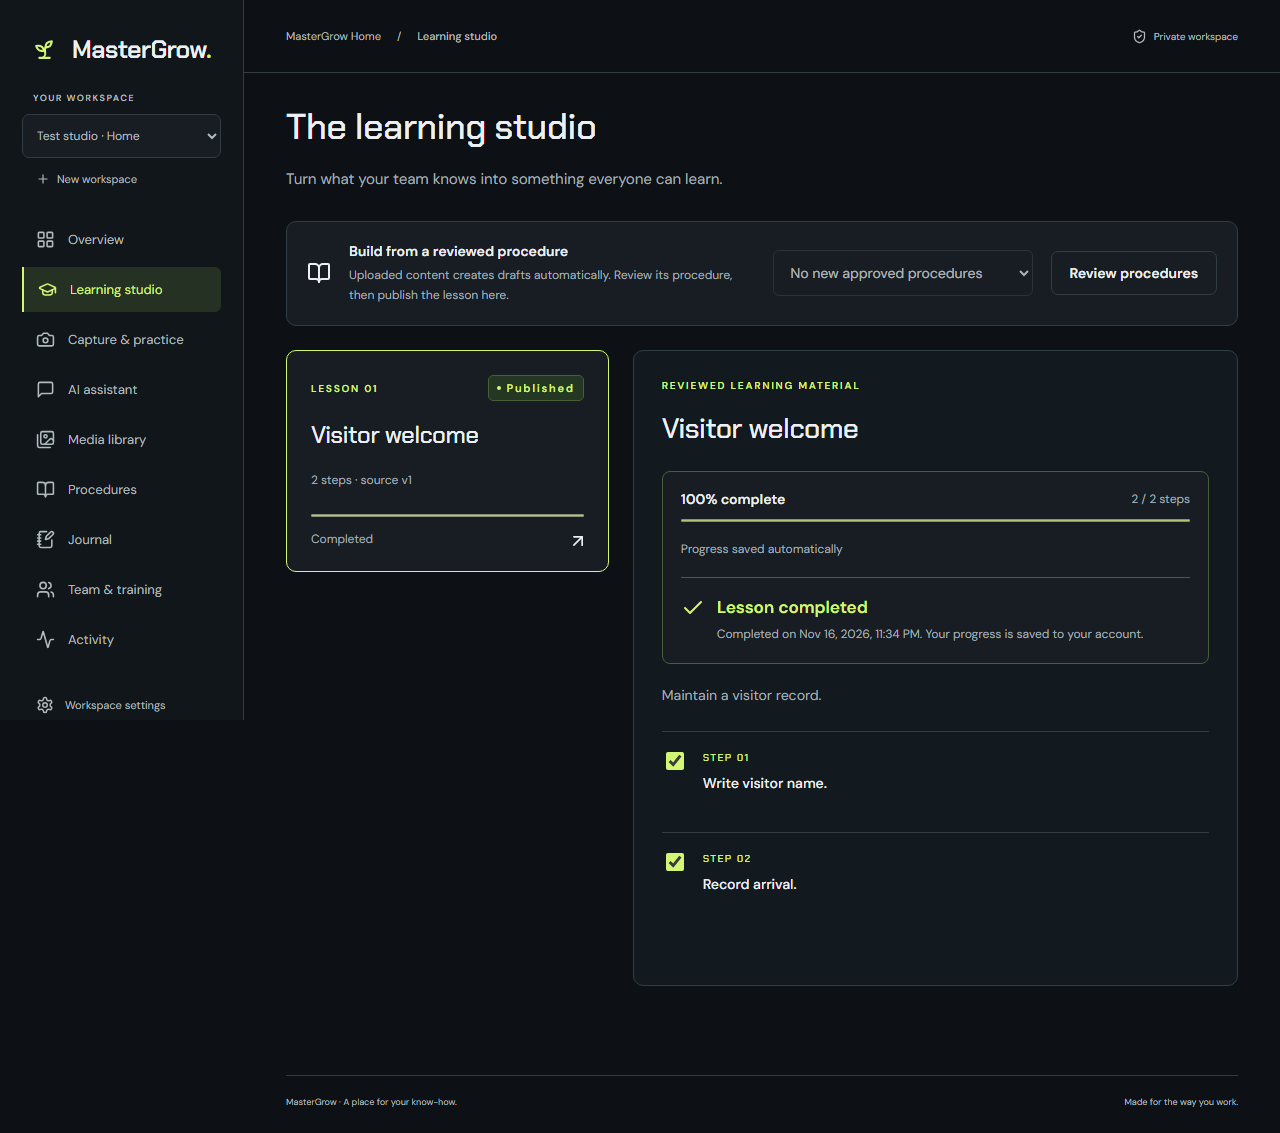 MasterGrow.
YOUR WORKSPACE
Test studio · Home
New workspace
Overview
Learning studio
Capture & practice
AI assistant
Media library
Procedures
Journal
Team & training
Activity
Workspace settings
MasterGrow Home / Learning studio
Private workspace
The learning studio
Turn what your team knows into something everyone can learn.
Build from a reviewed procedure
Uploaded content creates drafts automatically. Review its procedure,
then publish the lesson here.
No new approved procedures
Review procedures
LESSON 01
• Published
Visitor welcome
2 steps · source v1
Completed
REVIEWED LEARNING MATERIAL
Visitor welcome
100% complete
2 / 2 steps
Progress saved automatically
Lesson completed
Completed on Nov 16, 2026, 11:34 PM. Your progress is saved to your account.
Maintain a visitor record.
STEP 01
Write visitor name.
STEP 02
Record arrival.
MasterGrow · A place for your know-how.
Made for the way you work.